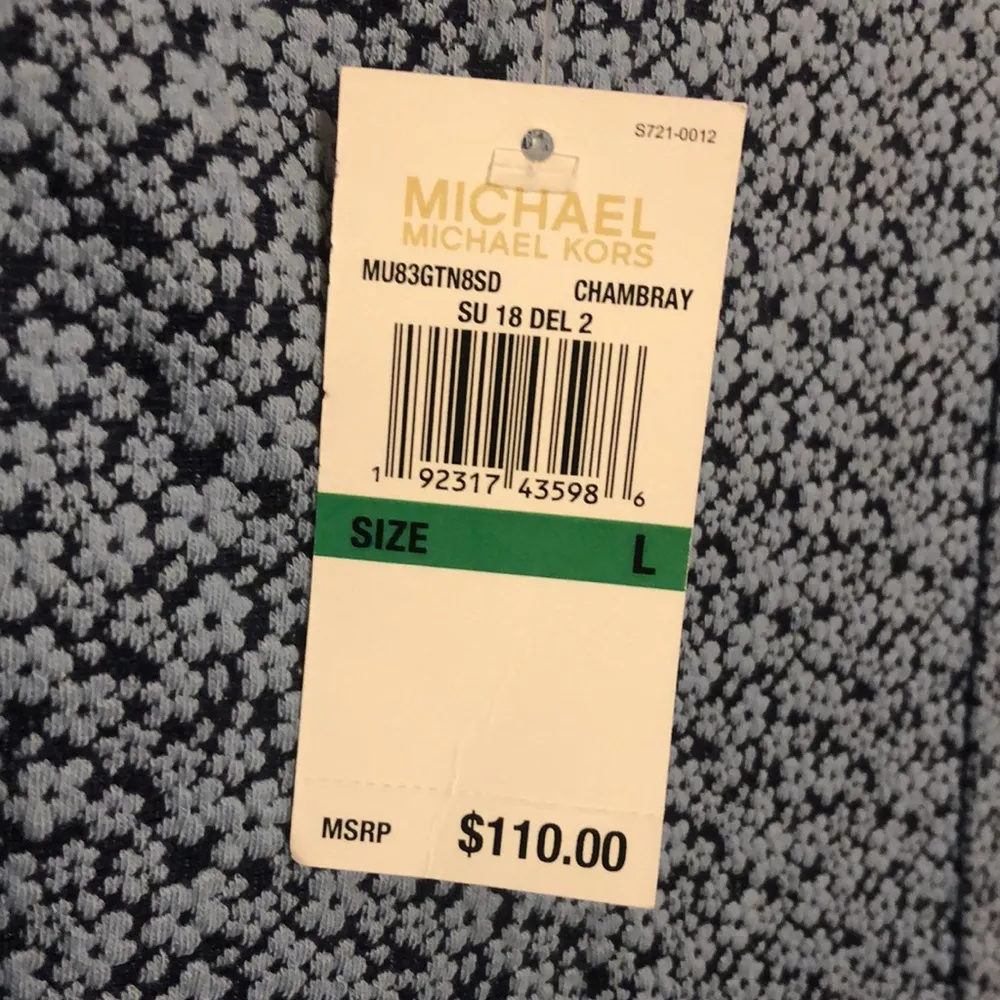 S721-0012
MICHAEL
MICHAEL KORS
MU83GTN8SD CHAMBRAY
SU 18 DEL 2
1 92317 43598 6
SIZE L
MSRP $110.00